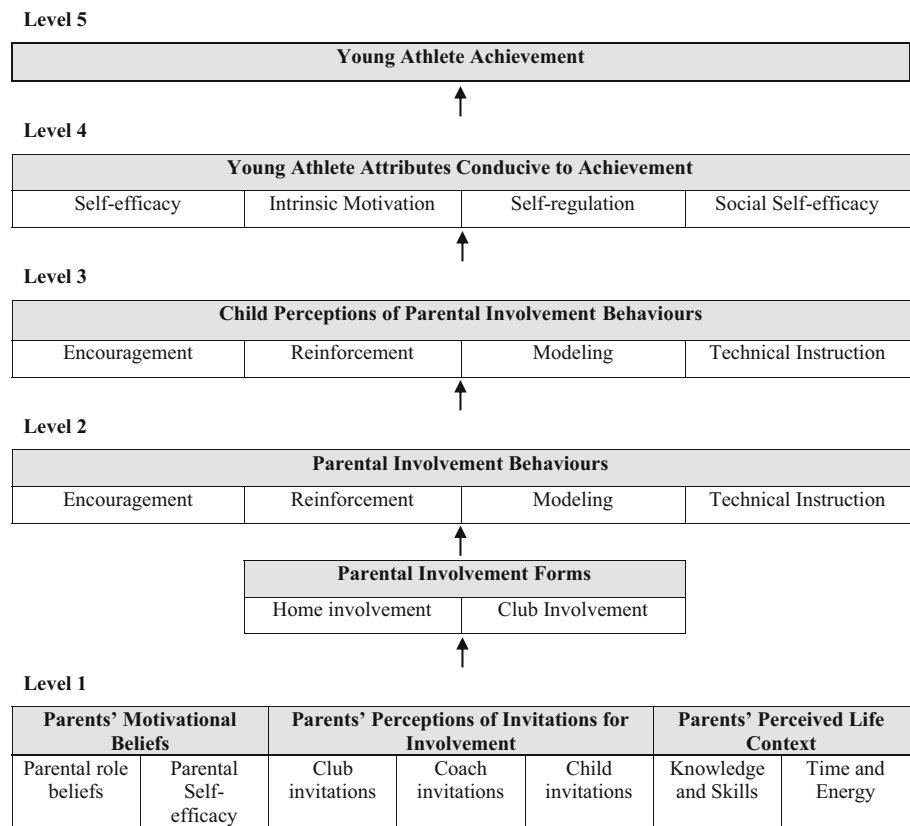 Level 5
Young Athlete Achievement
Level 4
Young Athlete Attributes Conducive to Achievement
Self-efficacy Intrinsic Motivation Self-regulation Social Self-efficacy
Level 3
Child Perceptions of Parental Involvement Behaviours
Encouragement Reinforcement Modeling Technical Instruction
Level 2
Parental Involvement Behaviours
Encouragement Reinforcement Modeling Technical Instruction
Parental Involvement Forms
Home involvement Club Involvement
Level 1
Parents' Motivational
Beliefs
Parents' Perceptions of Invitations for
Involvement
Parents' Perceived Life
Context
Parental role
beliefs
Parental
Self-
efficacy
Club
invitations
Coach
invitations
Child
invitations
Knowledge
and Skills
Time and
Energy